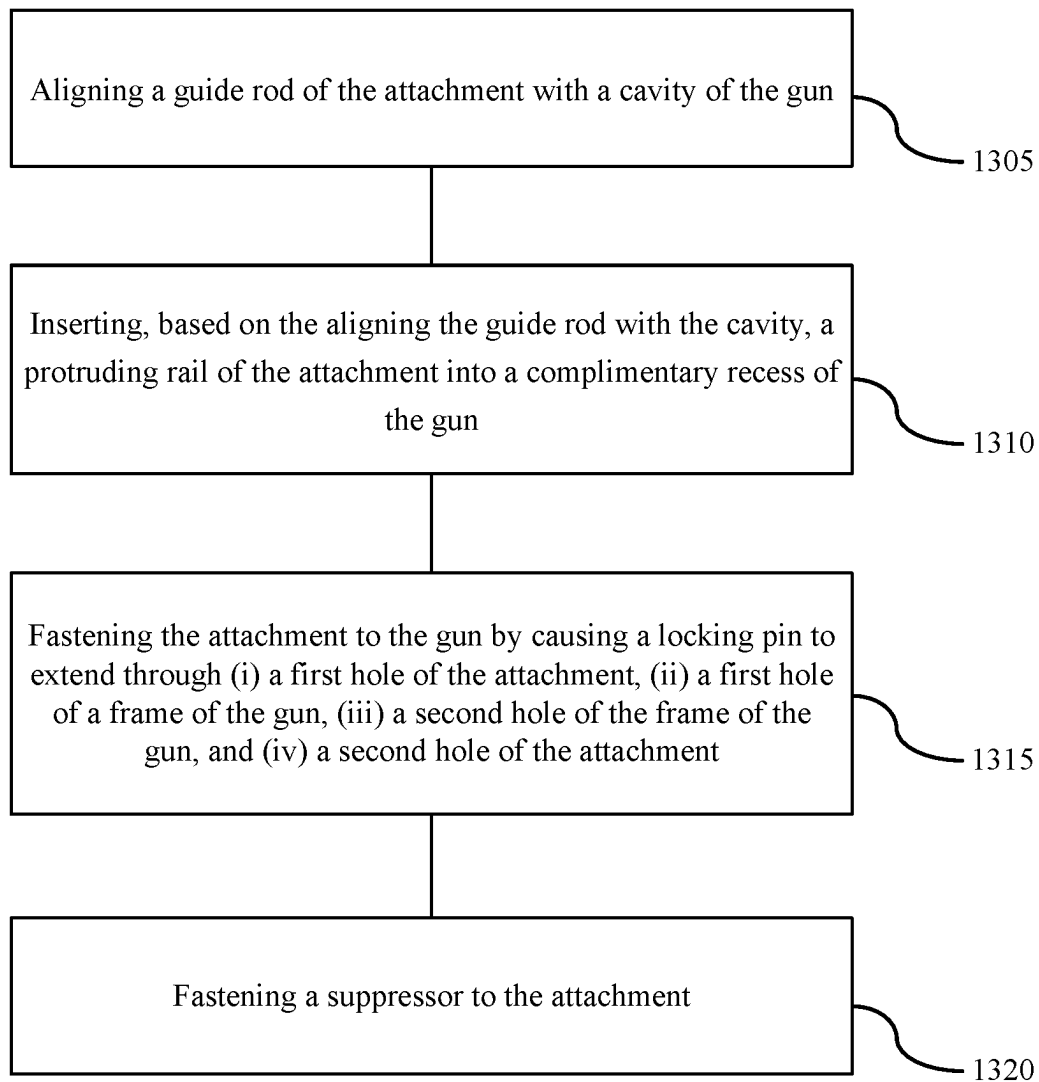 Aligning a guide rod of the attachment with a cavity of the gun
1305
Inserting, based on the aligning the guide rod with the cavity, a
protruding rail of the attachment into a complimentary recess of
the gun
1310
Fastening the attachment to the gun by causing a locking pin to
extend through (i) a first hole of the attachment, (ii) a first hole
of a frame of the gun, (iii) a second hole of the frame of the
gun, and (iv) a second hole of the attachment
1315
Fastening a suppressor to the attachment
1320